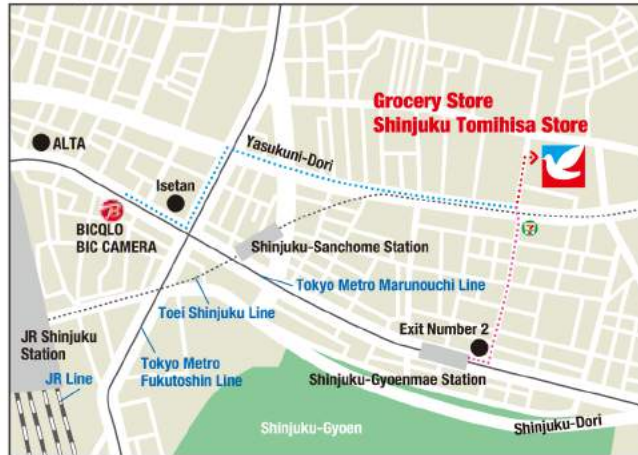 Grocery Store
Shinjuku Tomihisa Store
ALTA
Yasukuni-Dori
Isetan
B
BICQLO
BIC CAMERA
7
Shinjuku-Sanchome Station
Tokyo Metro Marunouchi Line
Toei Shinjuku Line
Exit Number 2
JR Shinjuku
Station
JR Line
Tokyo Metro
Fukutoshin Line
Shinjuku-Gyoenmae Station
Shinjuku-Gyoen
Shinjuku-Dori